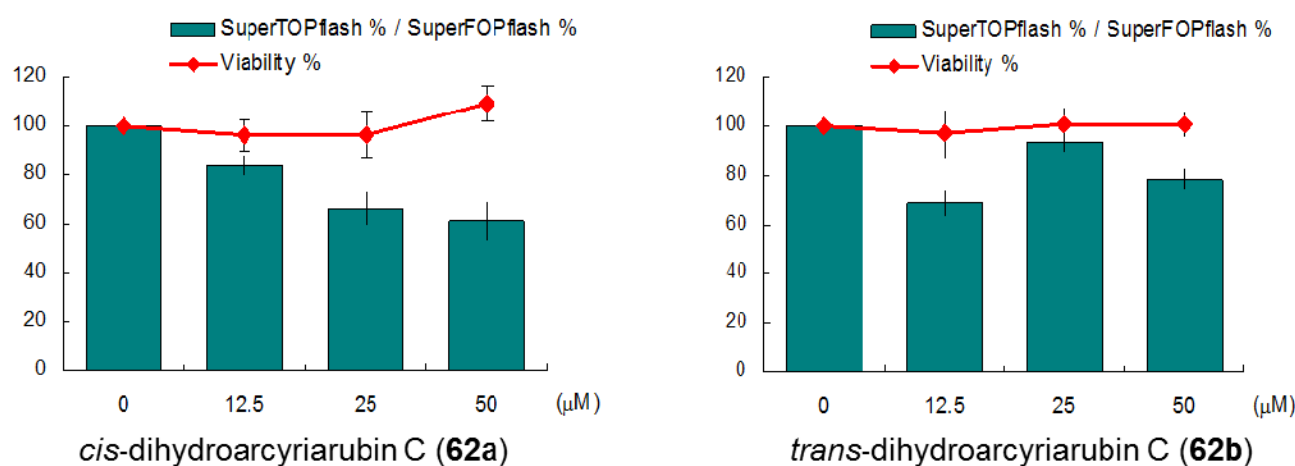 SuperTOPflash % / SuperFOPflash %
Viability %
120
100
80
60
40
20
0
0 12.5 25 50 (μM)
cis-dihydroarcyriarubin C (62a)
SuperTOPflash % / SuperFOPflash %
Viability %
120
100
80
60
40
20
0
0 12.5 25 50 (μM)
trans-dihydroarcyriarubin C (62b)